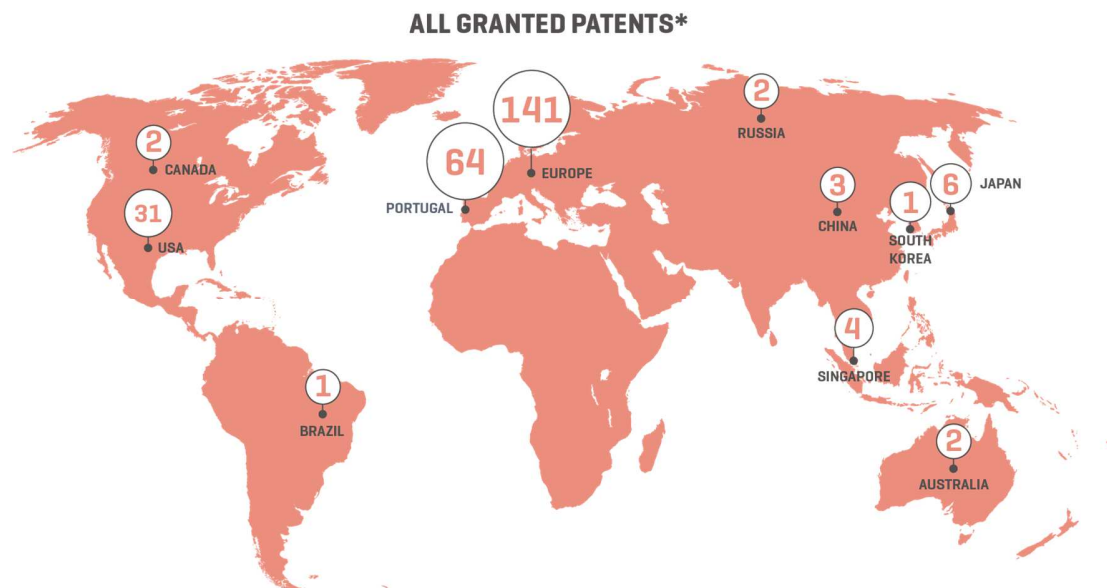 ALL GRANTED PATENTS*
2
CANADA
31
USA
1
BRAZIL
64
PORTUGAL
141
EUROPE
2
RUSSIA
3
CHINA
1
SOUTH
KOREA
6
JAPAN
4
SINGAPORE
2
AUSTRALIA